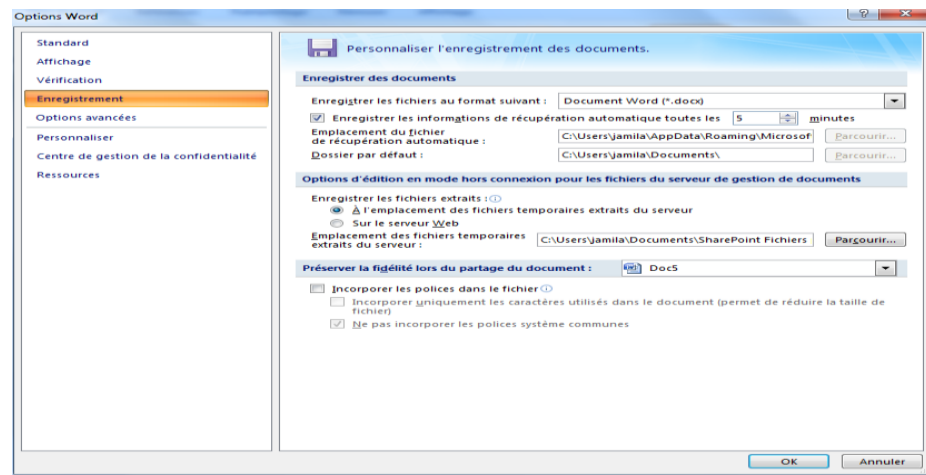 Options Word
Standard
Affichage
Vérification
Enregistrement
Options avancées
Personnaliser
Centre de gestion de la confidentialité
Ressources
Personnaliser l'enregistrement des documents.
Enregistrer des documents
Enregistrer les fichiers au format suivant : Document Word (*.docx)
Enregistrer les informations de récupération automatique toutes les 5 minutes
Emplacement du fichier
de récupération automatique : C:\Users\jamila\AppData\Roaming\Microsof Parcourir...
Dossier par défaut : C:\Users\jamila\Documents\ Parcourir...
Options d'édition en mode hors connexion pour les fichiers du serveur de gestion de documents
Enregistrer les fichiers extraits :
À l'emplacement des fichiers temporaires extraits du serveur
Sur le serveur Web
Emplacement des fichiers temporaires
extraits du serveur : C:\Users\jamila\Documents\SharePoint Fichiers Parcourir...
Préserver la fidélité lors du partage du document : Doc5
Incorporer les polices dans le fichier
Incorporer uniquement les caractères utilisés dans le document (permet de réduire la taille de
fichier)
Ne pas incorporer les polices système communes
OK Annuler